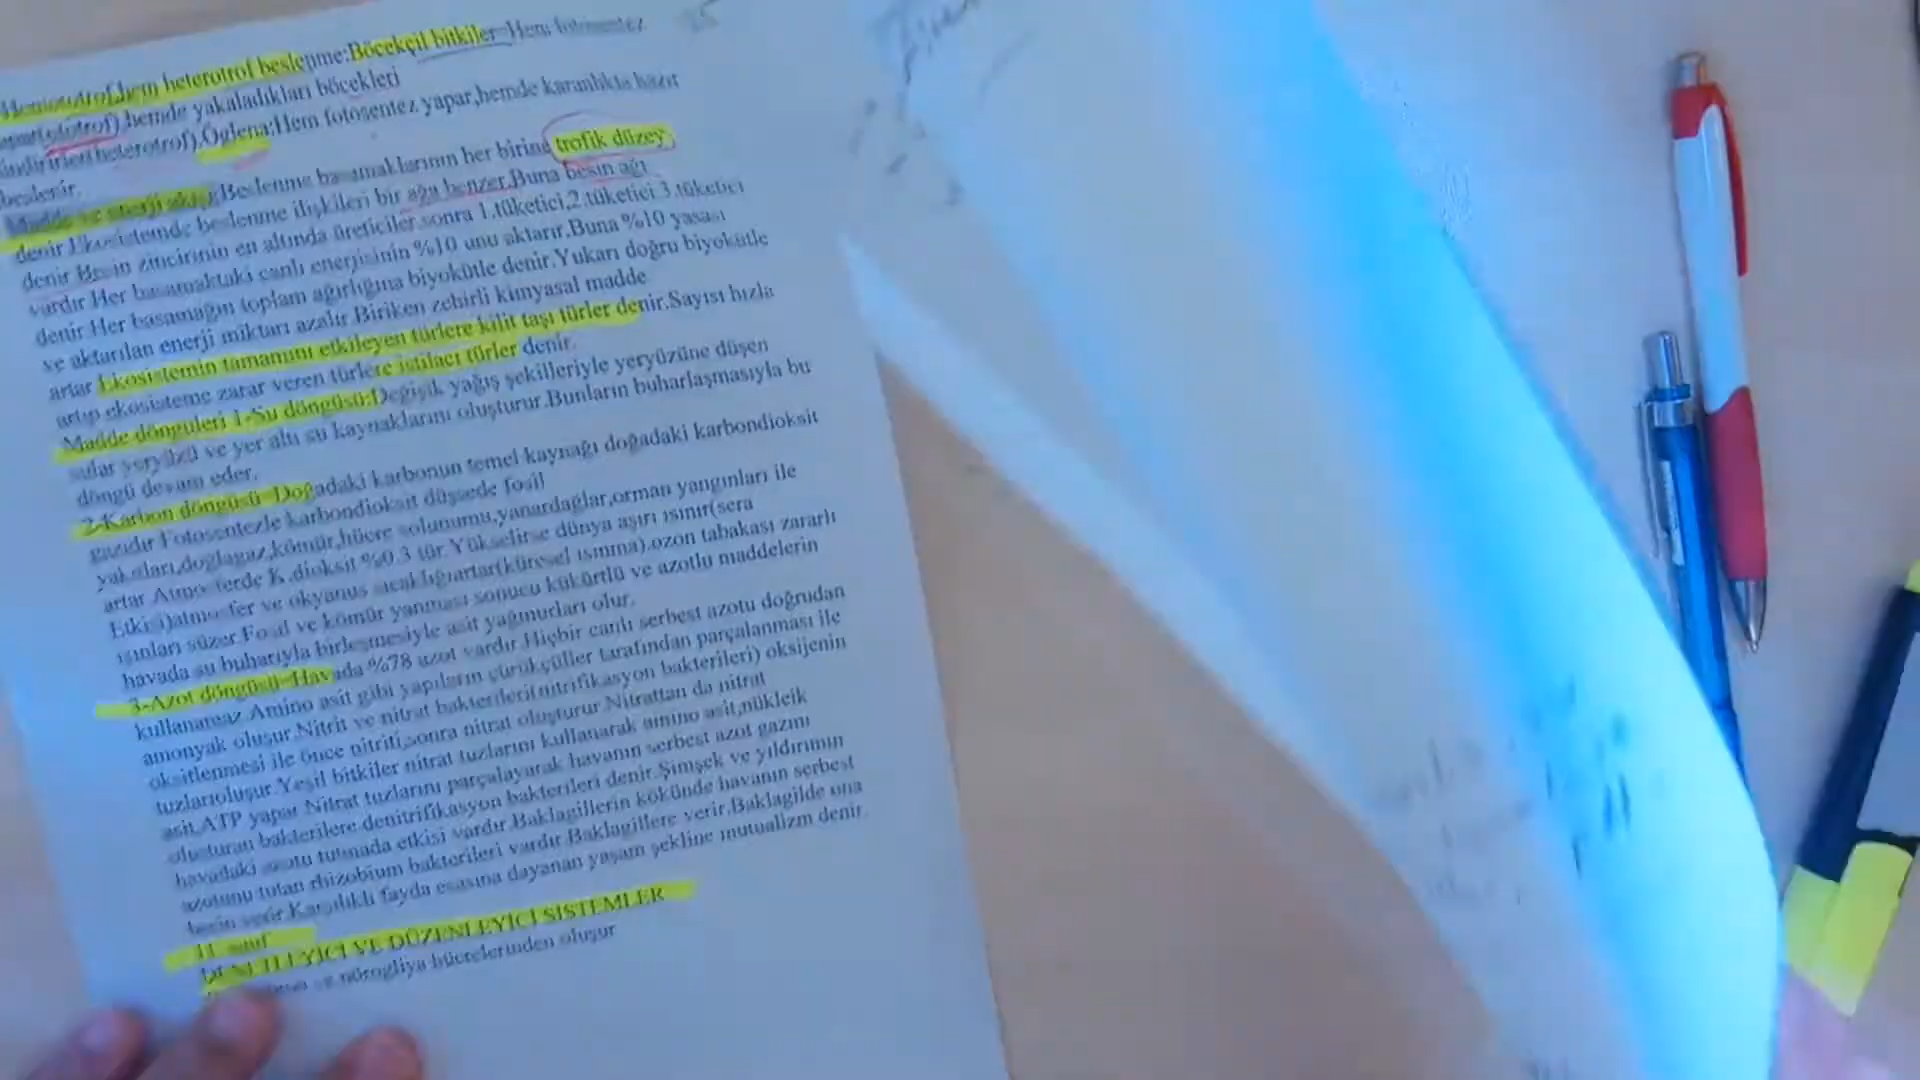 Hemototrof,hem heterotrof beslepme:Böcekçil bitkiler=Hem fotosentez
apar(ototrof),hemde yakaladıkları böcekleri
indirir(heterotrof).Öglena:Hem fotosentez yapar,hemde karanlıkta hazır
beslenir.
Madde ve enerji akışı:Beslenme basamaklarının her birine trofik düzey
denir.Ekosistemde beslenme ilişkileri bir ağa benzer.Buna besin ağı
denir.Besin zincirinin en altında üreticiler,sonra 1.tüketici,2.tüketici 3.tüketici
vardır.Her basamaktaki canlı enerjisinin %10 unu aktarır.Buna %10 yasası
denir.Her basamağın toplam ağırlığına biyokütle denir.Yukarı doğru biyokütle
ve aktarılan enerji miktarı azalır.Biriken zehirli kimyasal madde
artar.Ekosistemin tamamını etkileyen türlere kilit taşı türler denir.Sayısı hızla
artıp ekosisteme zarar veren türlere istilacı türler denir.
Madde dönguleri 1-Su döngüsü:Değişik yağış şekilleriyle yeryüzüne düşen
sular yeryüzü ve yer altı su kaynaklarını oluşturur.Bunların buharlaşmasıyla bu
döngü devam eder.
2-Karbon döngüsü=Doğadaki karbonun temel kaynağı doğadaki karbondioksit
gazıdır.Fotosentezle karbondioksit düşsede fosil
yakıtları,doğlagaz,kömür,hücre solunumu,yanardağlar,orman yangınları ile
artar.Atmosferde K.dioksit %0.3 tür.Yükselirse dünya aşırı ısınır(sera
Etkisi)atmosfer ve okyanus sıcaklığıartar(küresel ısınma).ozon tabakası zararlı
ışınları süzer.Fosil ve kömür yanması sonucu kükürtlü ve azotlu maddelerin
havada su buharıyla birleşmesiyle asit yağmurları olur.
3-Azot döngüsü=Havada %78 azot vardır.Hiçbir canlı serbest azotu doğrudan
kullanamaz.Amino asit gibi yapıların çürükçüller tarafından parçalanması ile
amonyak oluşur.Nitrit ve nitrat bakterileri(nitrifikasyon bakterileri) oksijenin
oksitlenmesi ile önce nitriti,sonra nitrat oluşturur.Nitrattan da nitrat
tuzlarıoluşur.Yeşil bitkiler nitrat tuzlarını kullanarak amino asit,nükleik
asit,ATP yapar.Nitrat tuzlarını parçalayarak havanın serbest azot gazını
oluşturan bakterilere denitrifikasyon bakterileri denir.Şimşek ve yıldırımın
havadaki azotu tutmada etkisi vardır.Baklagillerin kökünde havanın serbest
azotunu tutan rhizobium bakterileri vardır.Baklagillere verir.Baklagilde ona
besin verir.Karşılıklı fayda esasına dayanan yaşam şekline mutualizm denir.
11. sınıf
DENETLEYİCİ VE DÜZENLEYİCİ SİSTEMLER
ve nörogliya hücrelerinden oluşur